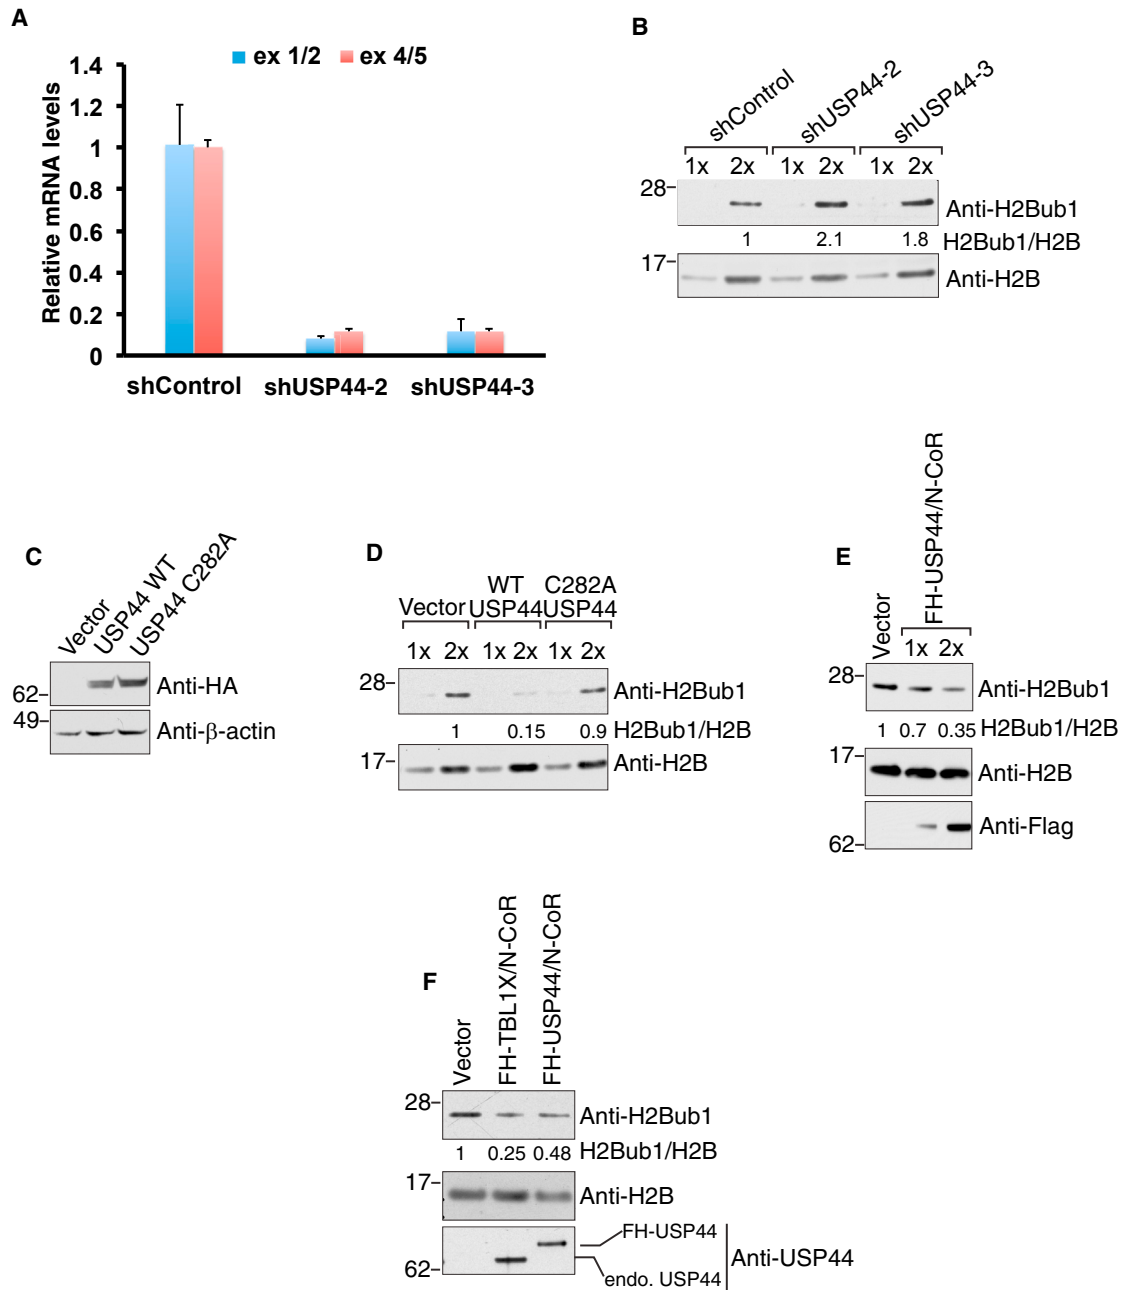 A
ex 1/2 ex 4/5
Relative mRNA levels
1.4
1.2
1
0.8
0.6
0.4
0.2
0
shControl shUSP44-2 shUSP44-3
B
shControl shUSP44-2 shUSP44-3
1x 2x 1x 2x 1x 2x
28
Anti-H2Bub1
1 2.1 1.8 H2Bub1/H2B
17
Anti-H2B
C
Vector USP44 WT USP44 C282A
62
Anti-HA
49
Anti-β-actin
D
Vector WT USP44 C282A USP44
1x 2x 1x 2x 1x 2x
28
Anti-H2Bub1
1 0.15 0.9 H2Bub1/H2B
17
Anti-H2B
E
Vector FH-USP44/N-CoR
1x 2x
28
Anti-H2Bub1
1 0.7 0.35 H2Bub1/H2B
17
Anti-H2B
Anti-Flag
62
F
Vector FH-TBL1X/N-CoR FH-USP44/N-CoR
28
Anti-H2Bub1
1 0.25 0.48 H2Bub1/H2B
17
Anti-H2B
FH-USP44
Anti-USP44
62
endo. USP44